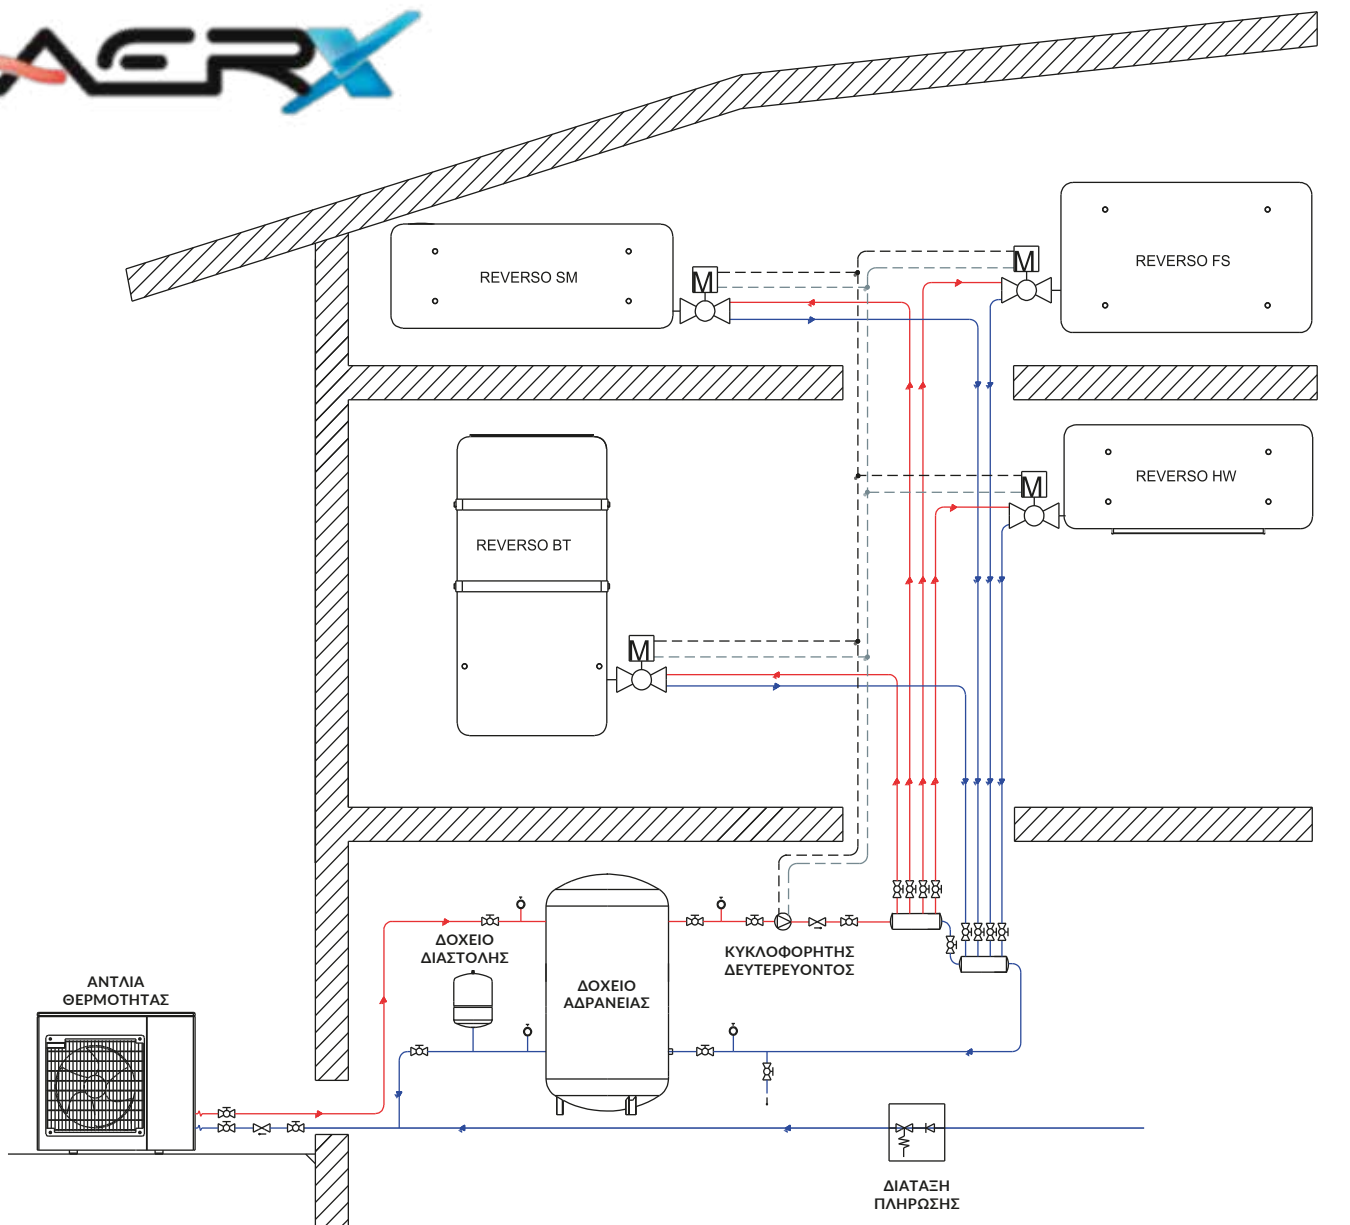 AERX
REVERSO SM
M
M
REVERSO FS
REVERSO BT
M
M
REVERSO HW
ΔΟΧΕΙΟ
ΔΙΑΣΤΟΛΗΣ
ΔΟΧΕΙΟ
ΑΔΡΑΝΕΙΑΣ
ΚΥΚΛΟΦΟΡΗΤΗΣ
ΔΕΥΤΕΡΕΥΟΝΤΟΣ
ΑΝΤΛΙΑ
ΘΕΡΜΟΤΗΤΑΣ
ΔΙΑΤΑΞΗ
ΠΛΗΡΩΣΗΣ